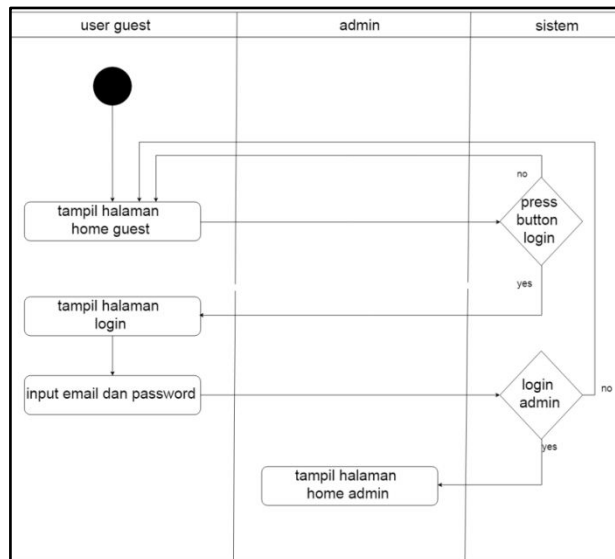 user guest
admin
sistem
no
tampil halaman
home guest
press
button
login
yes
tampil halaman
login
input email dan password
login
admin
no
yes
tampil halaman
home admin